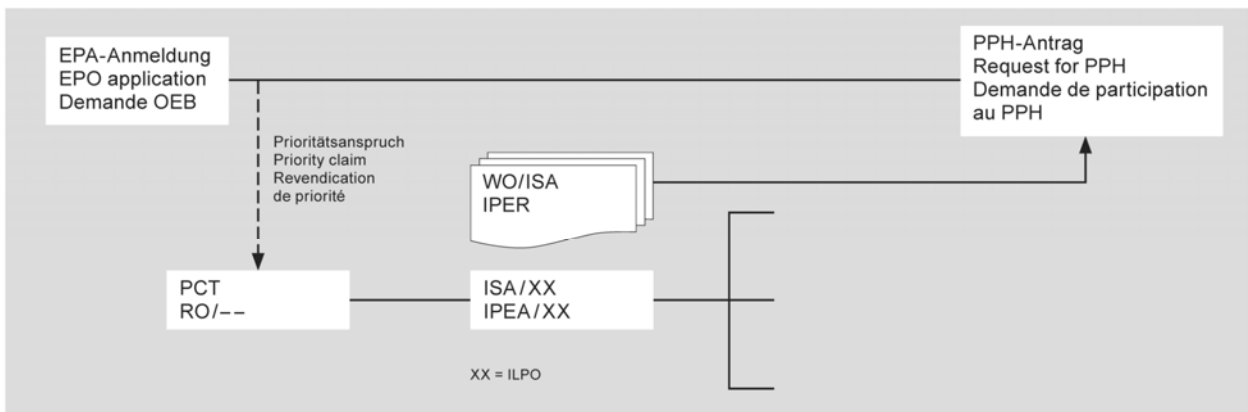 EPA-Anmeldung
EPO application
Demande OEB
PPH-Antrag
Request for PPH
Demande de participation
au PPH
Prioritätsanspruch
Priority claim
Revendication
de priorité
WO/ISA
IPER
PCT
RO/--
ISA/XX
IPEA/XX
XX = ILPO